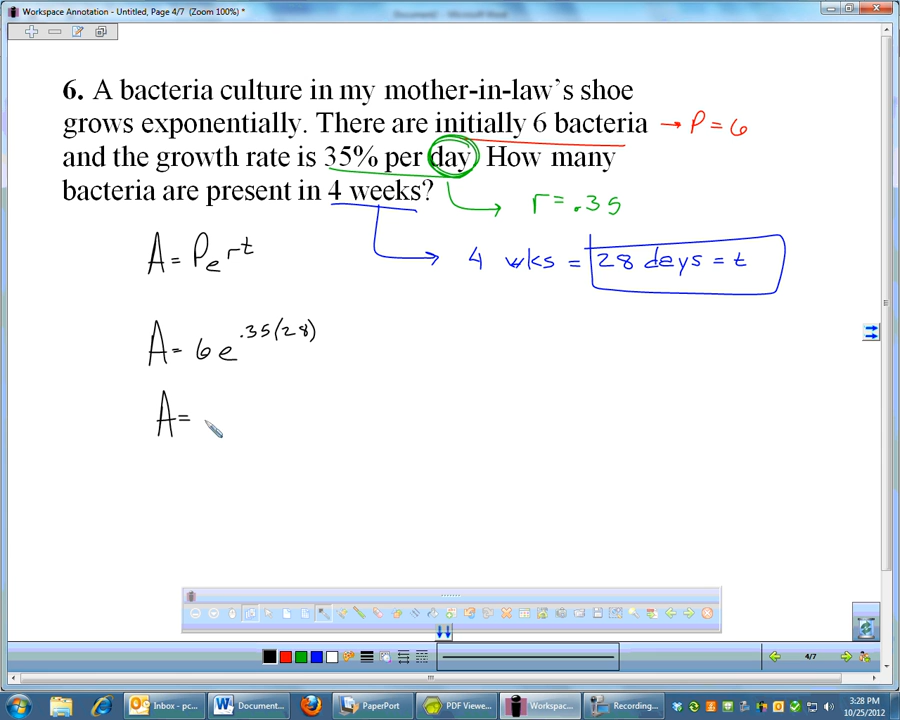 Workspace Annotation - Untitled, Page 4/7 (Zoom 100%) *
6. A bacteria culture in my mother-in-law's shoe
grows exponentially. There are initially 6 bacteria → P = 6
and the growth rate is 35% per day How many
bacteria are present in 4 weeks?
r = .35
A = Pe^rt
4 wks = 28 days = t
A = 6e^.35(28)
A =
4/7
Inbox - pc...
Document...
PaperPort
PDF Viewe...
Workspac...
Recording...
3:28 PM
10/25/2012